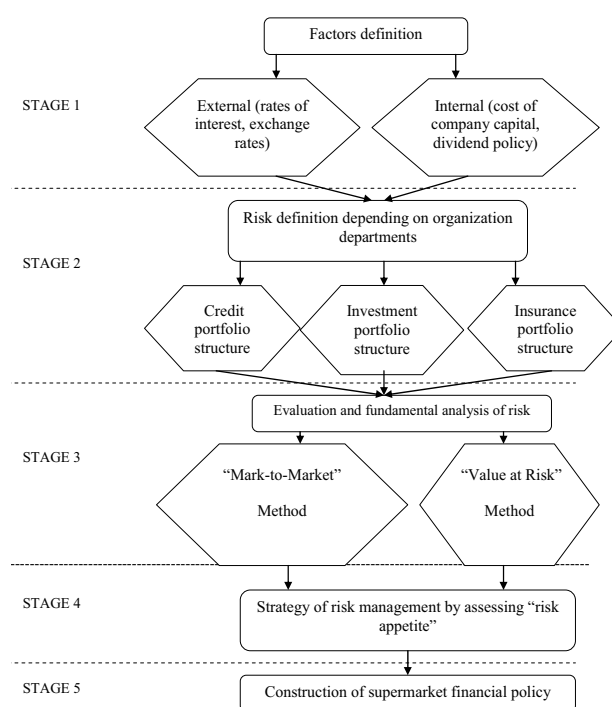 Factors definition
STAGE 1
External (rates of
interest, exchange
rates)
Internal (cost of
company capital,
dividend policy)
Risk definition depending on organization
departments
STAGE 2
Credit
portfolio
structure
Investment
portfolio
structure
Insurance
portfolio
structure
Evaluation and fundamental analysis of risk
STAGE 3
“Mark-to-Market”
Method
“Value at Risk”
Method
STAGE 4
Strategy of risk management by assessing “risk
appetite”
STAGE 5
Construction of supermarket financial policy